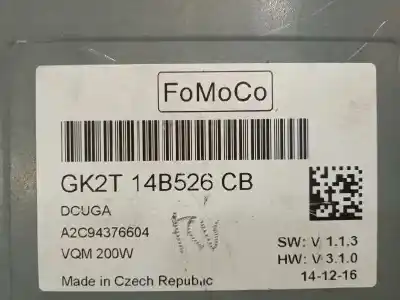 FoMoCo
GK2T 14B526 CB
DCUGA
A2C94376604
VQM 200W
SW: V 1.1.3
HW: V 3.1.0
Made in Czech Republic
14-12-16